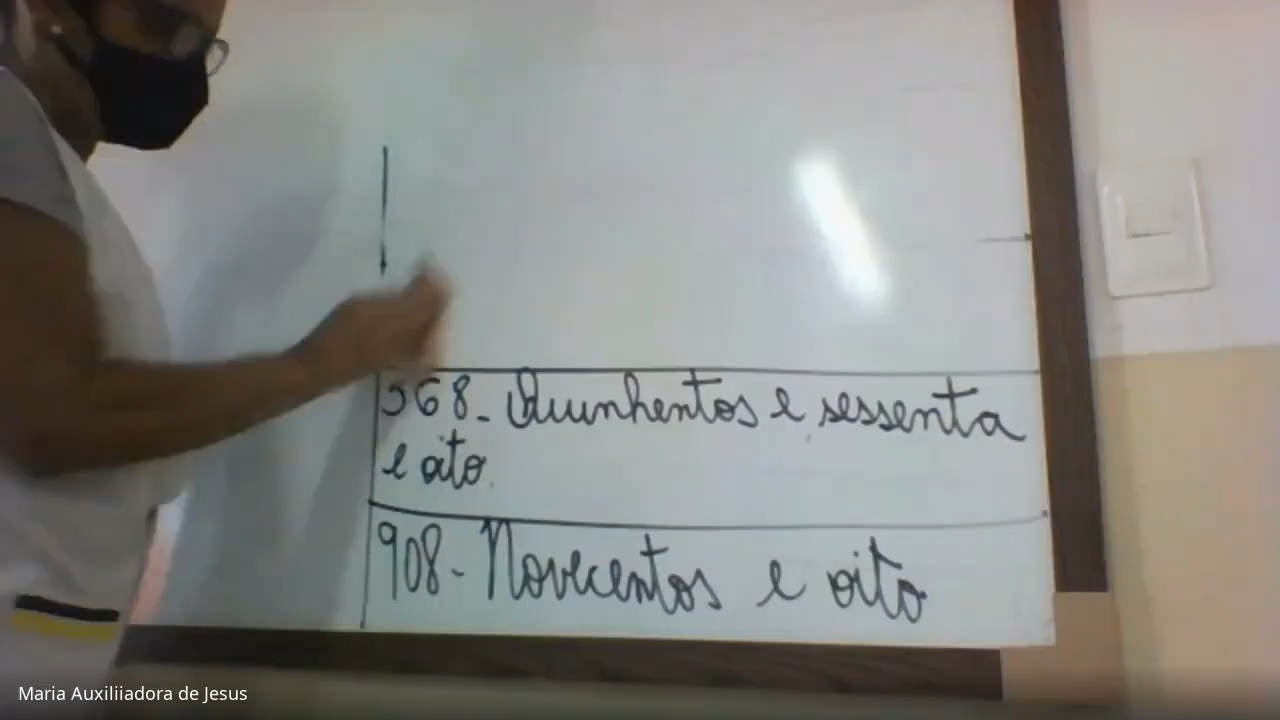 568- Quinhentos e sessenta
e oito.
908- Novecentos e oito
Maria Auxiliiadora de Jesus